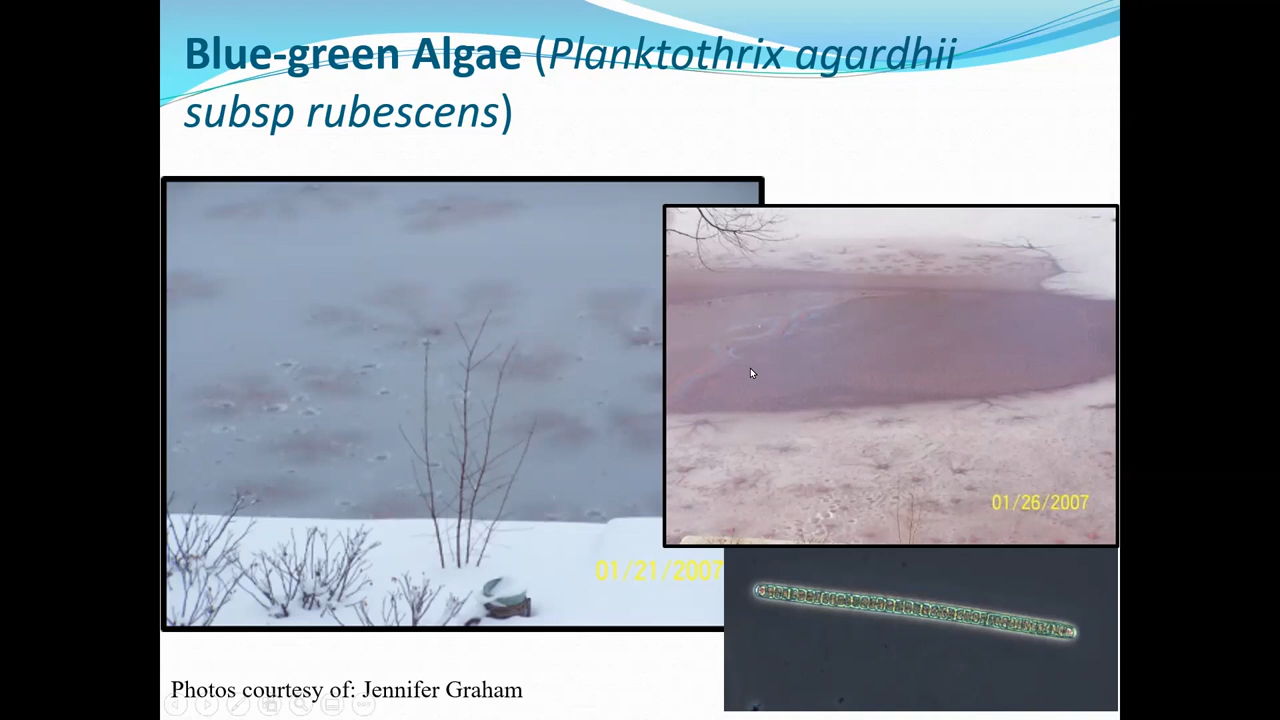 Blue-green Algae (Planktothrix agardhii
subsp rubescens)
01/26/2007
01/21/2007
Photos courtesy of: Jennifer Graham